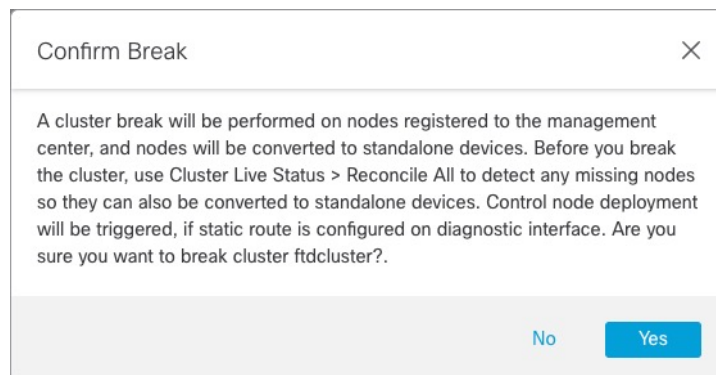 Confirm Break
A cluster break will be performed on nodes registered to the management
center, and nodes will be converted to standalone devices. Before you break
the cluster, use Cluster Live Status > Reconcile All to detect any missing nodes
so they can also be converted to standalone devices. Control node deployment
will be triggered, if static route is configured on diagnostic interface. Are you
sure you want to break cluster ftdcluster?.
No Yes